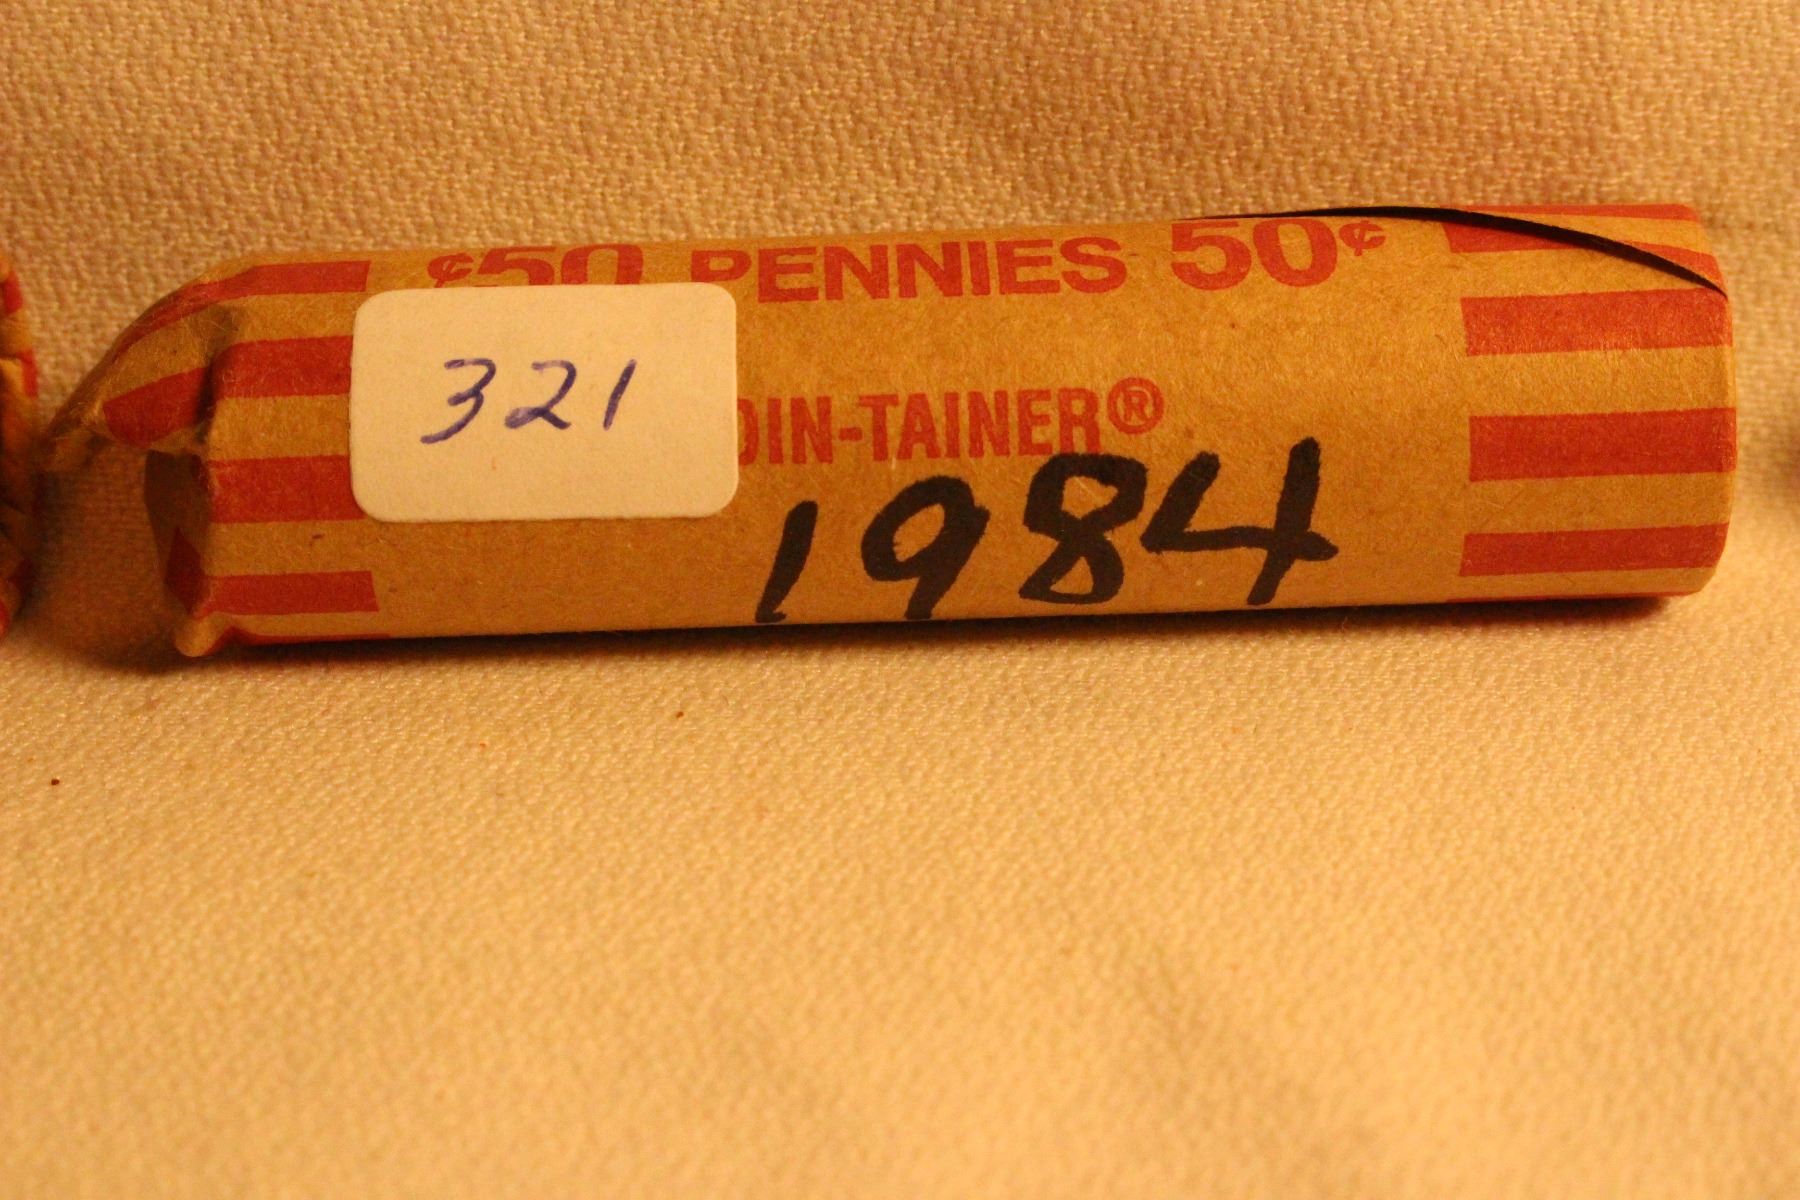 ¢50 PENNIES 50¢
321
OIN-TAINER®
1984